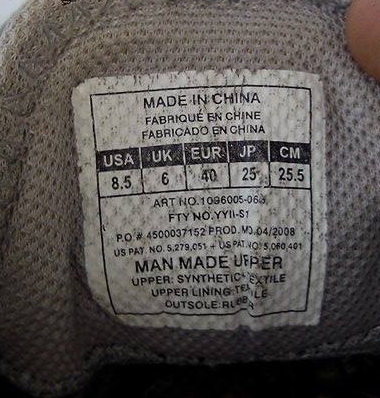 MADE IN CHINA
FABRIQUÉ EN CHINE
FABRICADO EN CHINA
USA UK EUR JP CM
8.5 6 40 25 25.5
ART NO.1096005-063
FTY NO.YYII-S1
P.O.# 4500037152 PROD. MO.04/2008
US PAT NO. 5,279,051 + US PAT. NO. 5,060,401
MAN MADE UPPER
UPPER: SYNTHETIC/TEXTILE
UPPER LINING:TEXTILE
OUTSOLE:RUBBER